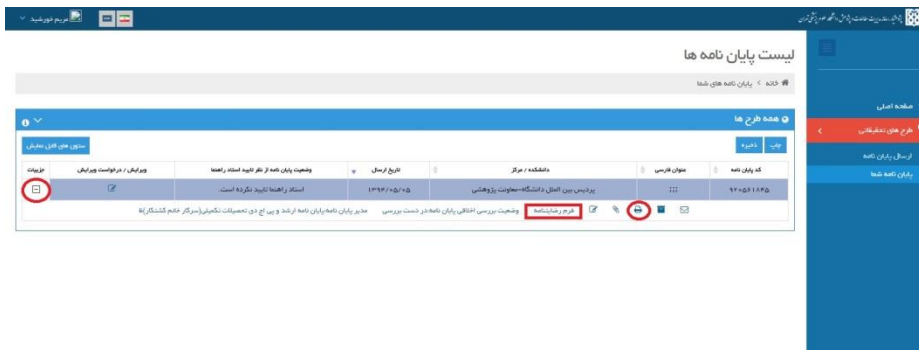 مریم خورشید
لیست پایان نامه ها
خانه > پایان نامه های شما
صفحه اصلی
طرح های تحقیقاتی
ارسال پایان نامه
پایان نامه شما
همه طرح ها
چاپ ذخیره ستون های قابل نمایش
کد پایان نامه عنوان فارسی دانشکده / مرکز تاریخ ارسال وضعیت پایان نامه از نظر تایید استاد راهنما ویرایش / درخواست ویرایش جزییات
پردیس بین الملل دانشگاه-معاونت پژوهشی ۱۳۹۴/۰۵/۰۵ استاد راهنما تایید نکرده است.
فرم رضایتنامه وضعیت بررسی اخلاقی پایان نامه:در دست بررسی مدیر پایان نامه:پایان نامه ارشد و پی اچ دی تحصیلات تکمیلی(سرکار خانم گشتکار)